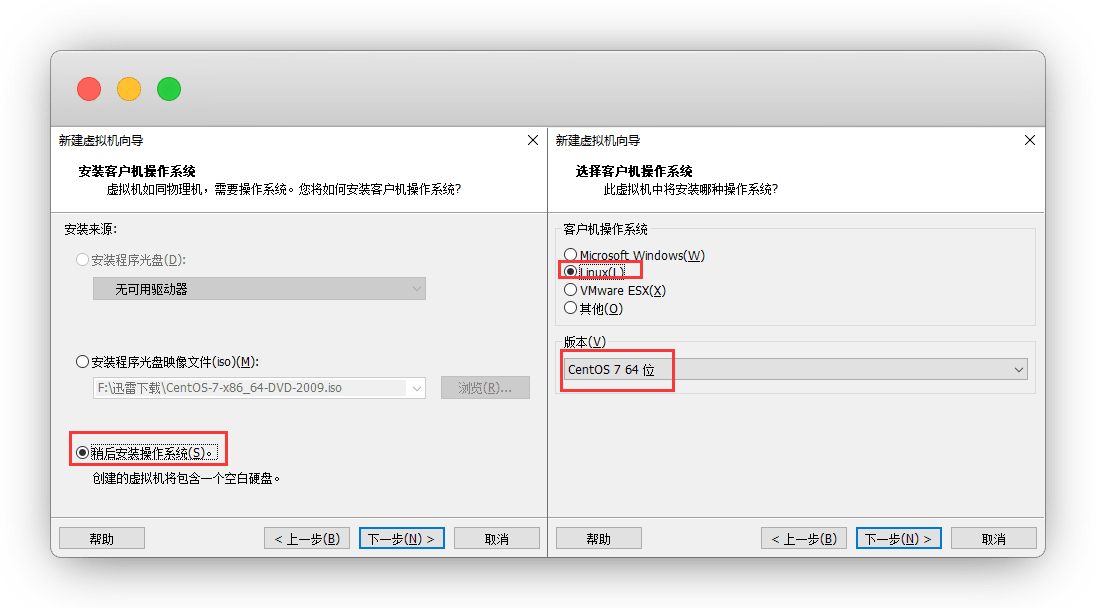 新建虚拟机向导
安装客户机操作系统
虚拟机如同物理机，需要操作系统。您将如何安装客户机操作系统?
安装来源:
安装程序光盘(D):
无可用驱动器
安装程序光盘映像文件(iso)(M):
F:\迅雷下载\CentOS-7-x86_64-DVD-2009.iso
浏览(R)...
稍后安装操作系统(S)。
创建的虚拟机将包含一个空白硬盘。
帮助
< 上一步(B)
下一步(N) >
取消
新建虚拟机向导
选择客户机操作系统
此虚拟机中将安装哪种操作系统?
客户机操作系统
Microsoft Windows(W)
Linux(L)
VMware ESX(X)
其他(O)
版本(V)
CentOS 7 64 位
帮助
< 上一步(B)
下一步(N) >
取消